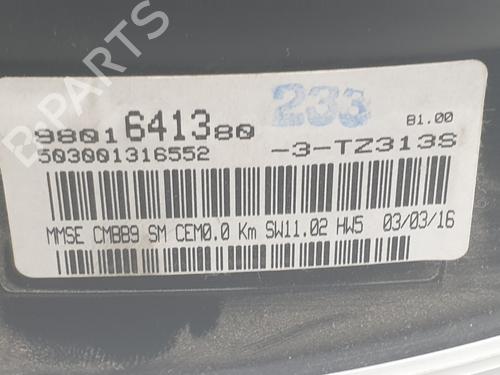 233
9801641380
81.00
503001316552
-3-TZ313S
MMSE CMBB9 SM CEM0.0 Km SW11.02 HW5 03/03/16
B-PARTS